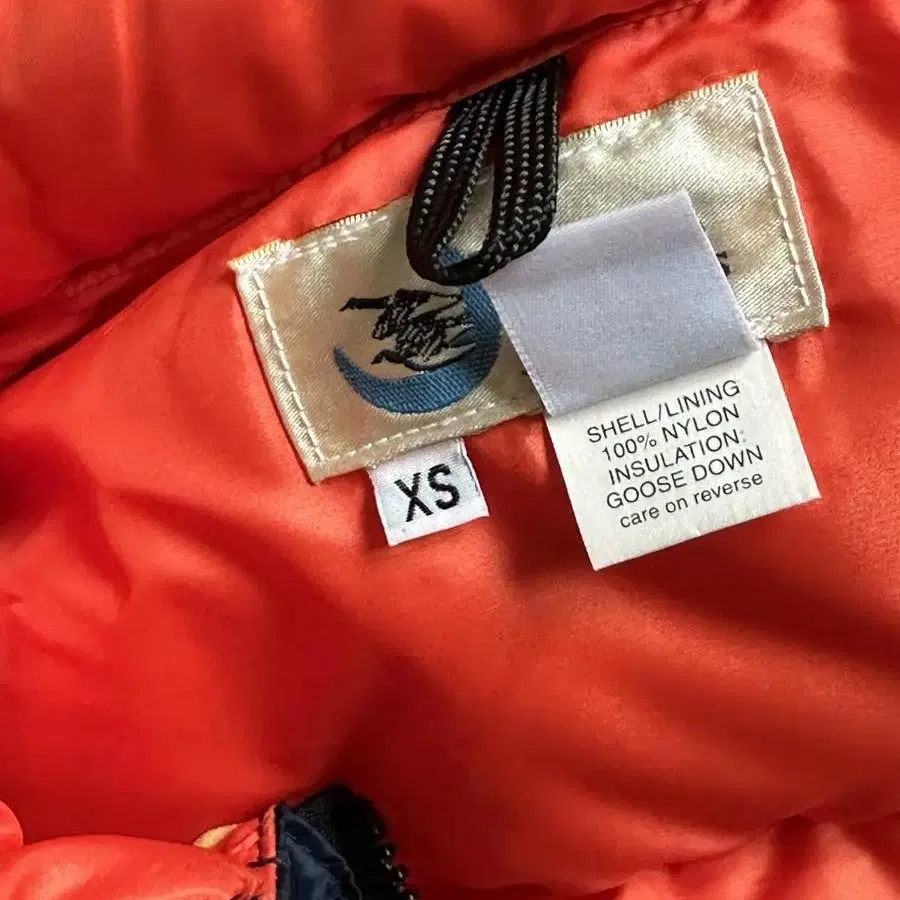 XS
SHELL/LINING
100% NYLON
INSULATION:
GOOSE DOWN
care on reverse